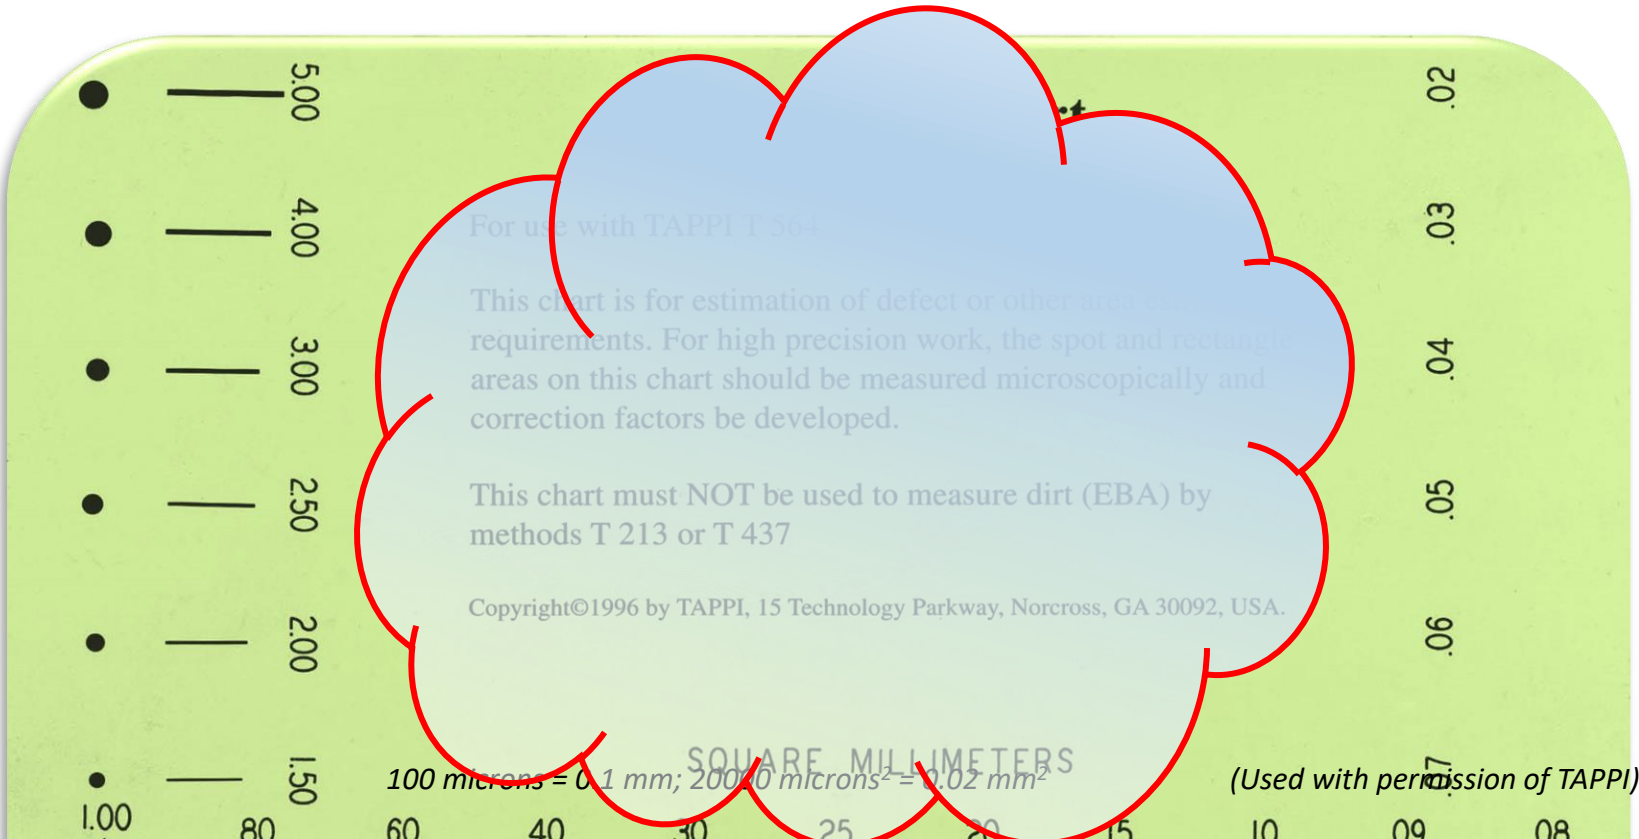 5.00
4.00
3.00
2.50
2.00
1.50
.02
.03
.04
.05
.06
.07
For use with TAPPI T 564
This chart is for estimation of defect or other area
requirements. For high precision work, the spot and rectangle
areas on this chart should be measured microscopically and
correction factors be developed.
This chart must NOT be used to measure dirt (EBA) by
methods T 213 or T 437
Copyright©1996 by TAPPI, 15 Technology Parkway, Norcross, GA 30092, USA.
SQUARE MILLIMETERS
100 microns = 0.1 mm; 20000 microns² = 0.02 mm²
(Used with permission of TAPPI)
1.00 80 60 40 30 25 20 15 10 09 08